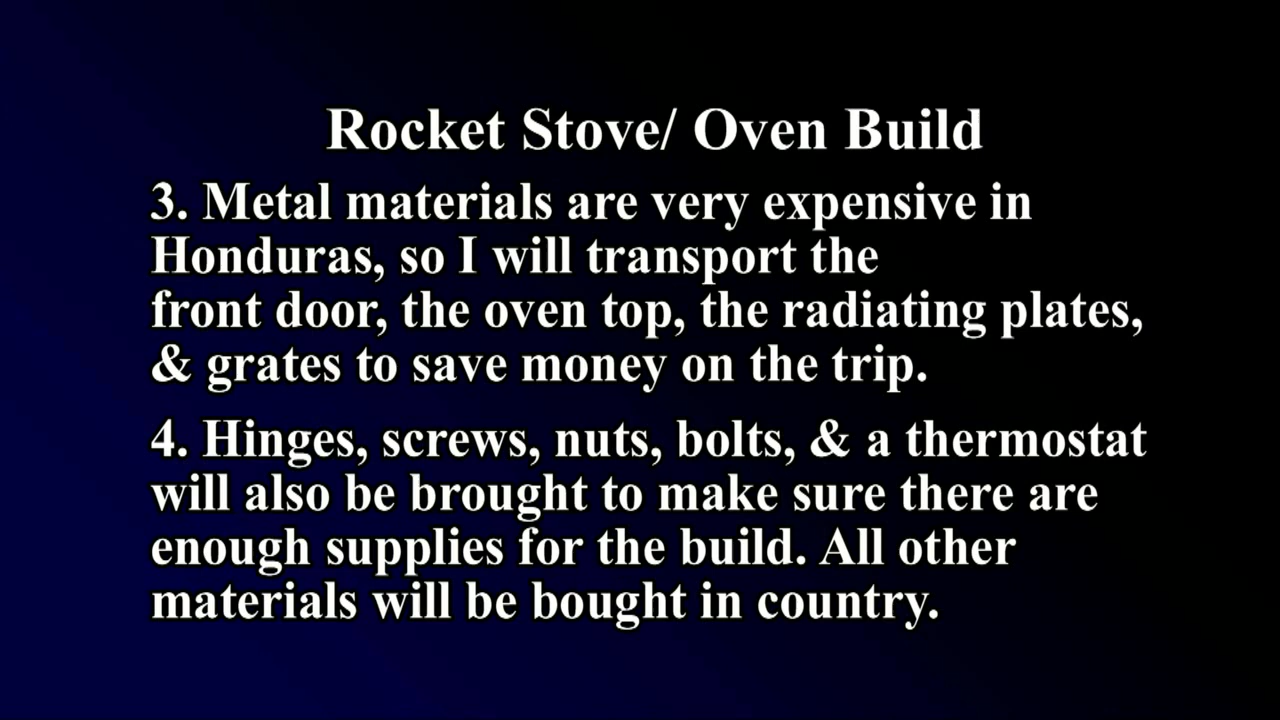 Rocket Stove/ Oven Build
3. Metal materials are very expensive in
Honduras, so I will transport the
front door, the oven top, the radiating plates,
& grates to save money on the trip.
4. Hinges, screws, nuts, bolts, & a thermostat
will also be brought to make sure there are
enough supplies for the build. All other
materials will be bought in country.